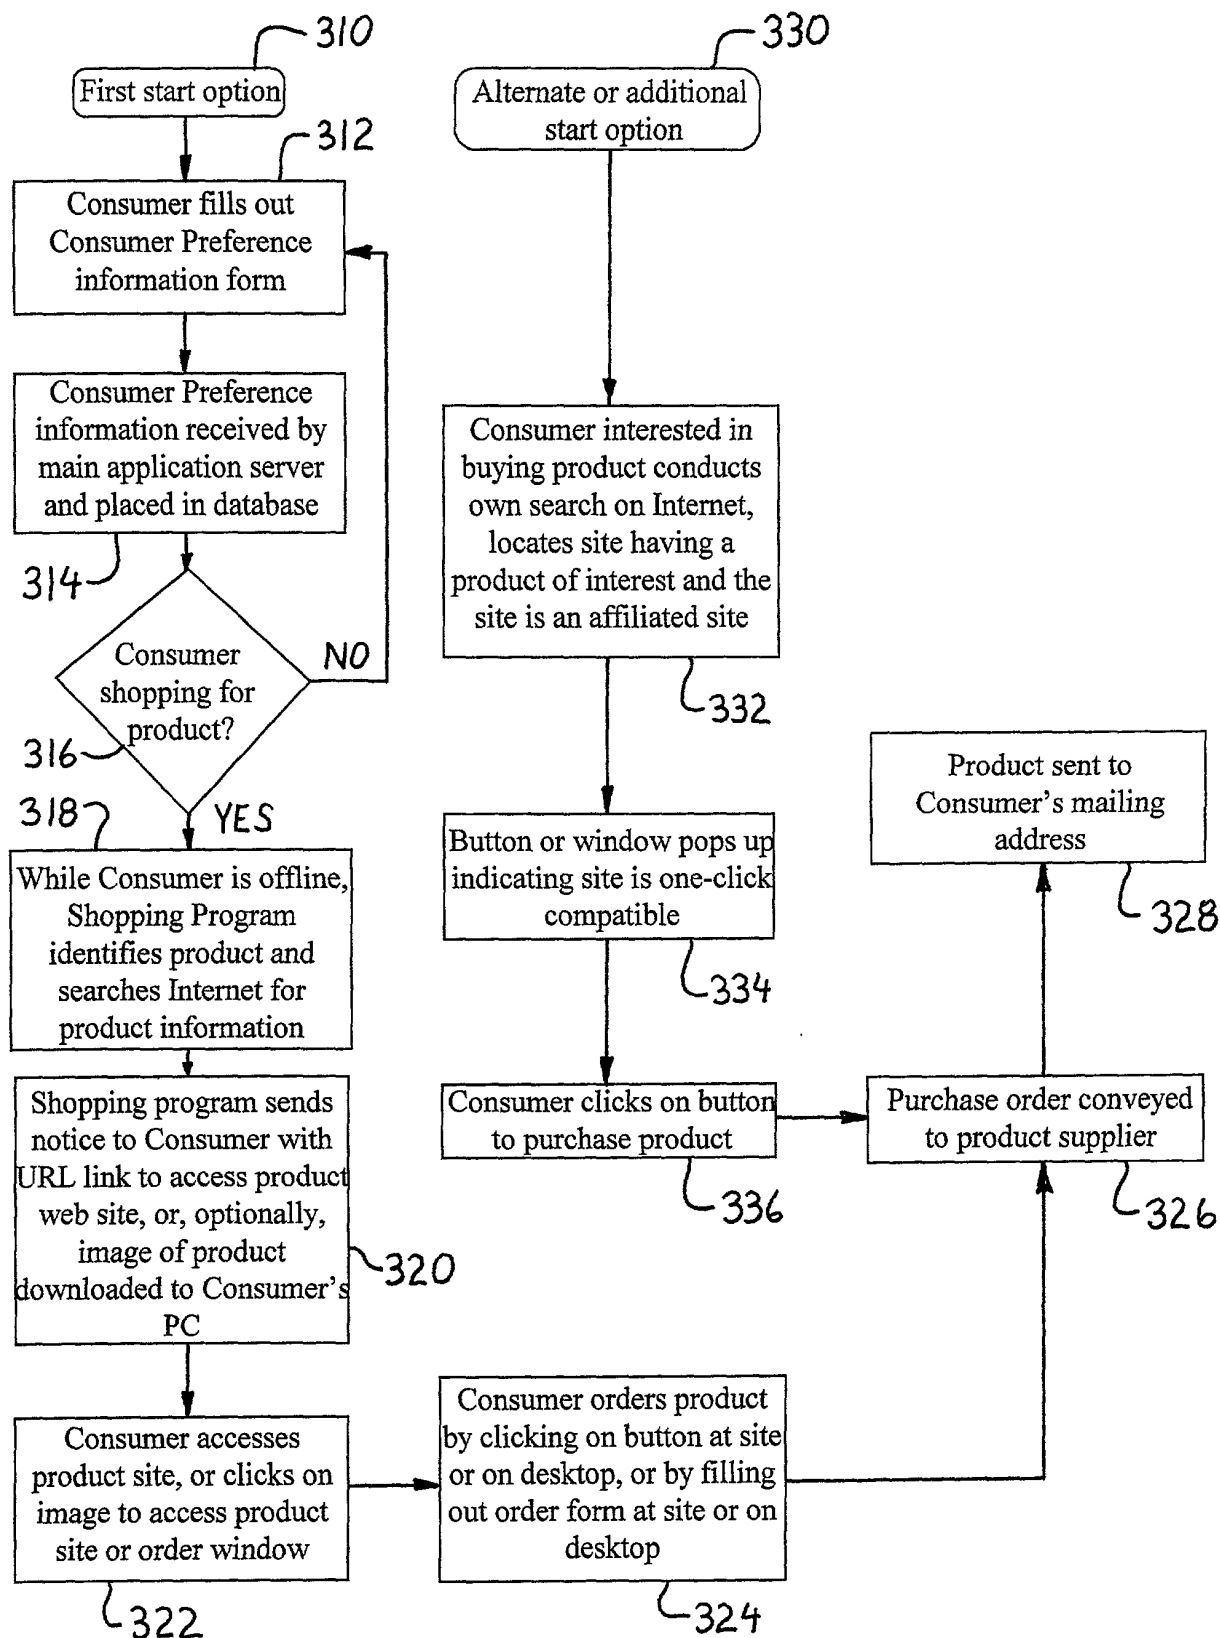 310
First start option
312
Consumer fills out
Consumer Preference
information form
Consumer Preference
information received by
main application server
and placed in database
314
Consumer
shopping for
product?
316
NO
YES
318
While Consumer is offline,
Shopping Program
identifies product and
searches Internet for
product information
Shopping program sends
notice to Consumer with
URL link to access product
web site, or, optionally,
image of product
downloaded to Consumer's
PC
320
Consumer accesses
product site, or clicks on
image to access product
site or order window
322
Consumer orders product
by clicking on button at site
or on desktop, or by filling
out order form at site or on
desktop
324
330
Alternate or additional
start option
Consumer interested in
buying product conducts
own search on Internet,
locates site having a
product of interest and the
site is an affiliated site
332
Button or window pops up
indicating site is one-click
compatible
334
Consumer clicks on button
to purchase product
336
Purchase order conveyed
to product supplier
326
Product sent to
Consumer's mailing
address
328